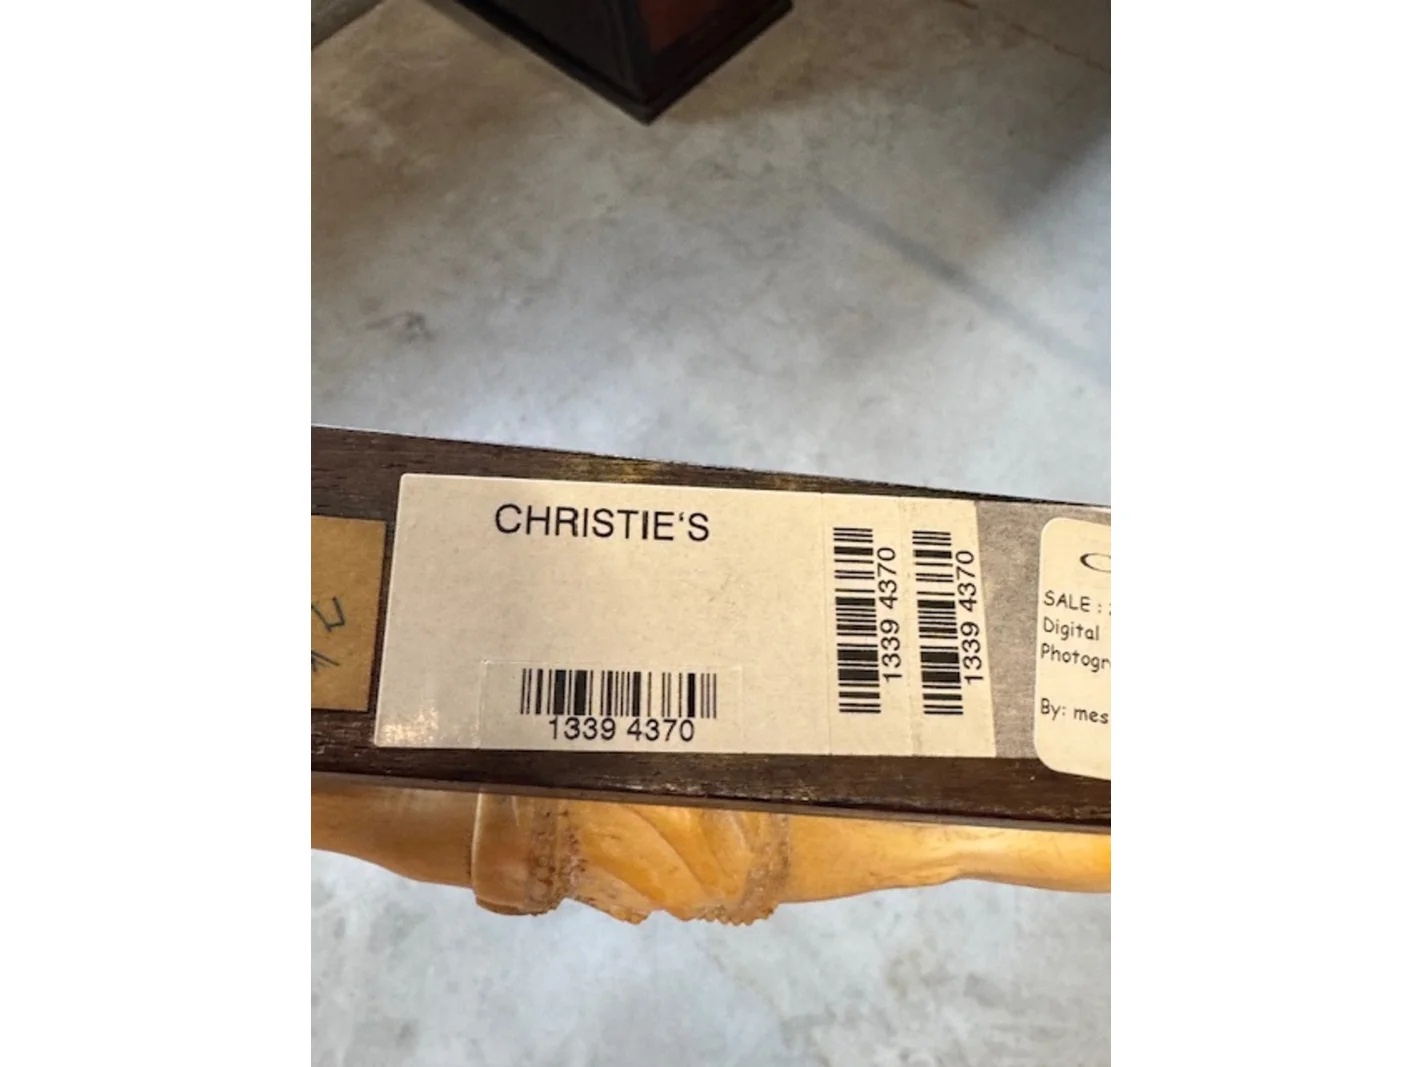 CHRISTIE'S
1339 4370
1339 4370
1339 4370
SALE :
Digital
Photogr
By: mes